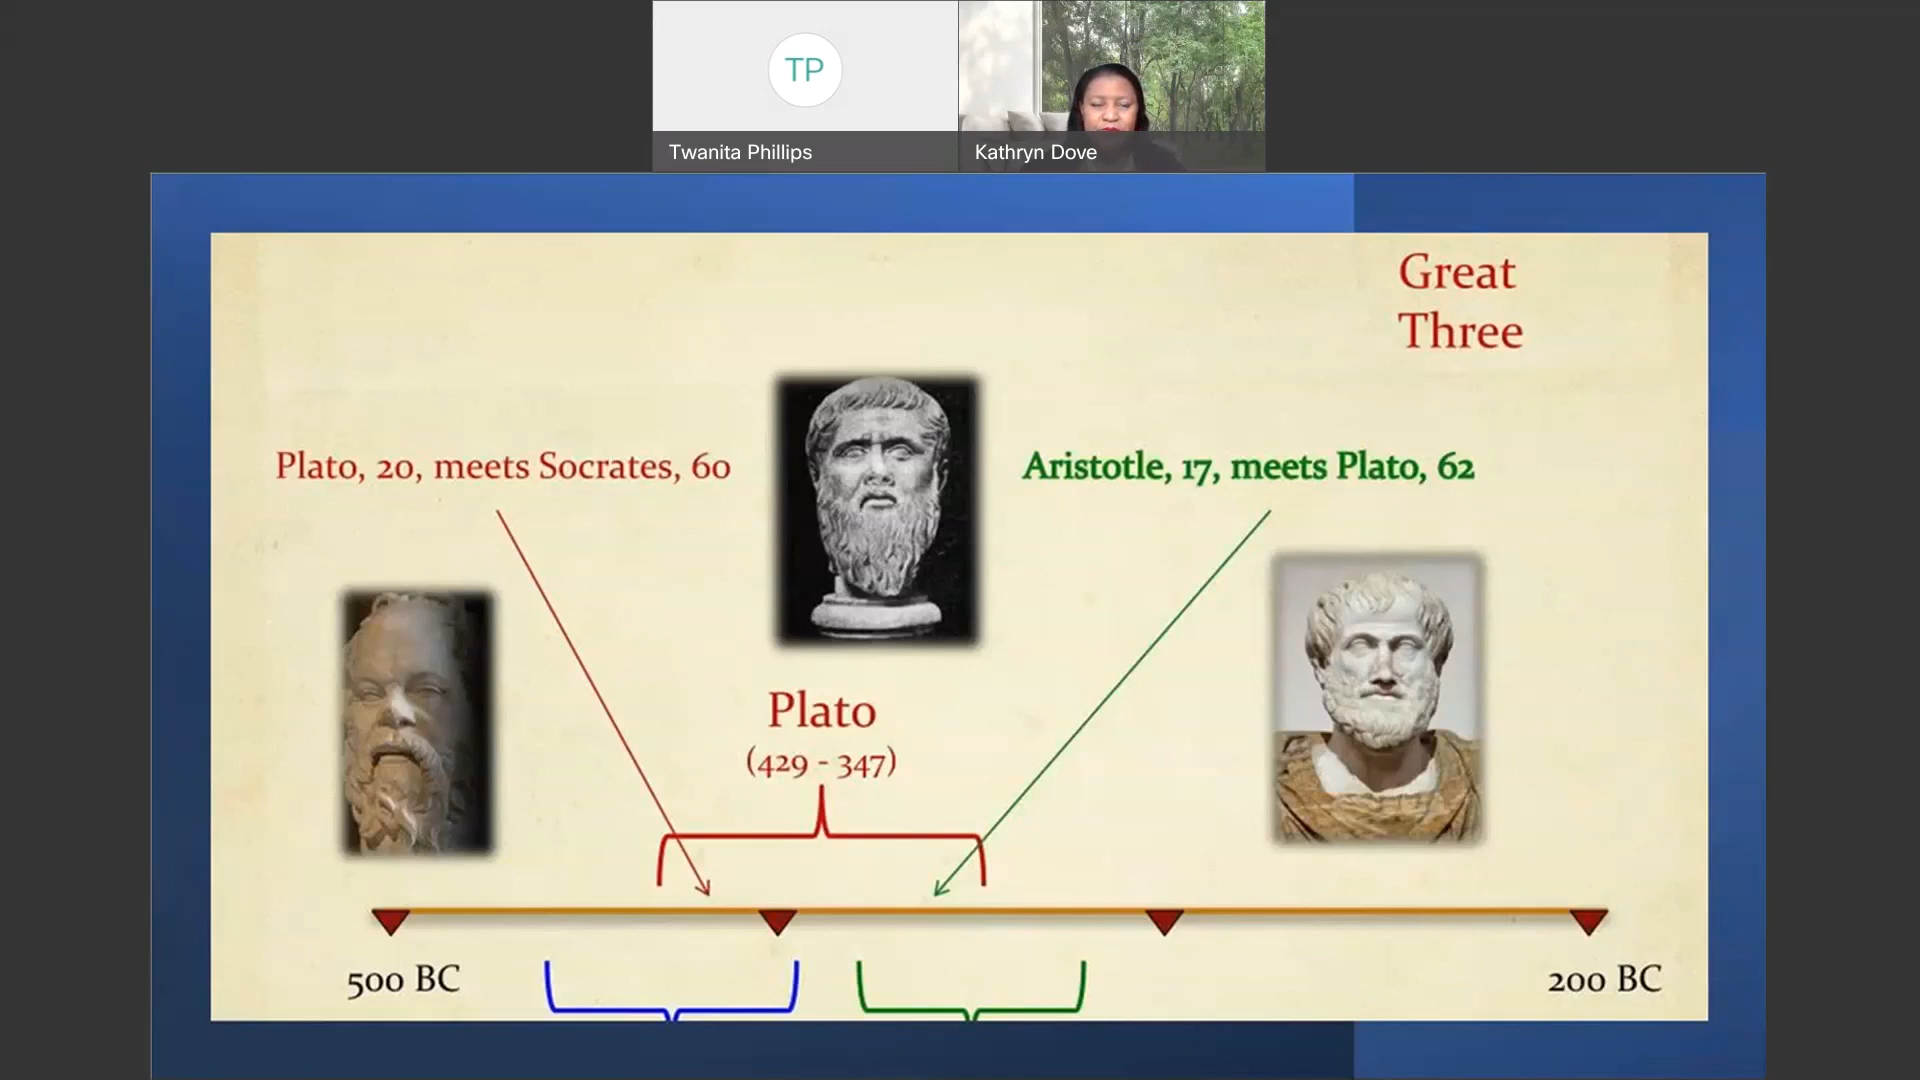 TP
Twanita Phillips
Kathryn Dove
Great
Three
Plato, 20, meets Socrates, 60
Aristotle, 17, meets Plato, 62
Plato
(429 - 347)
500 BC
200 BC